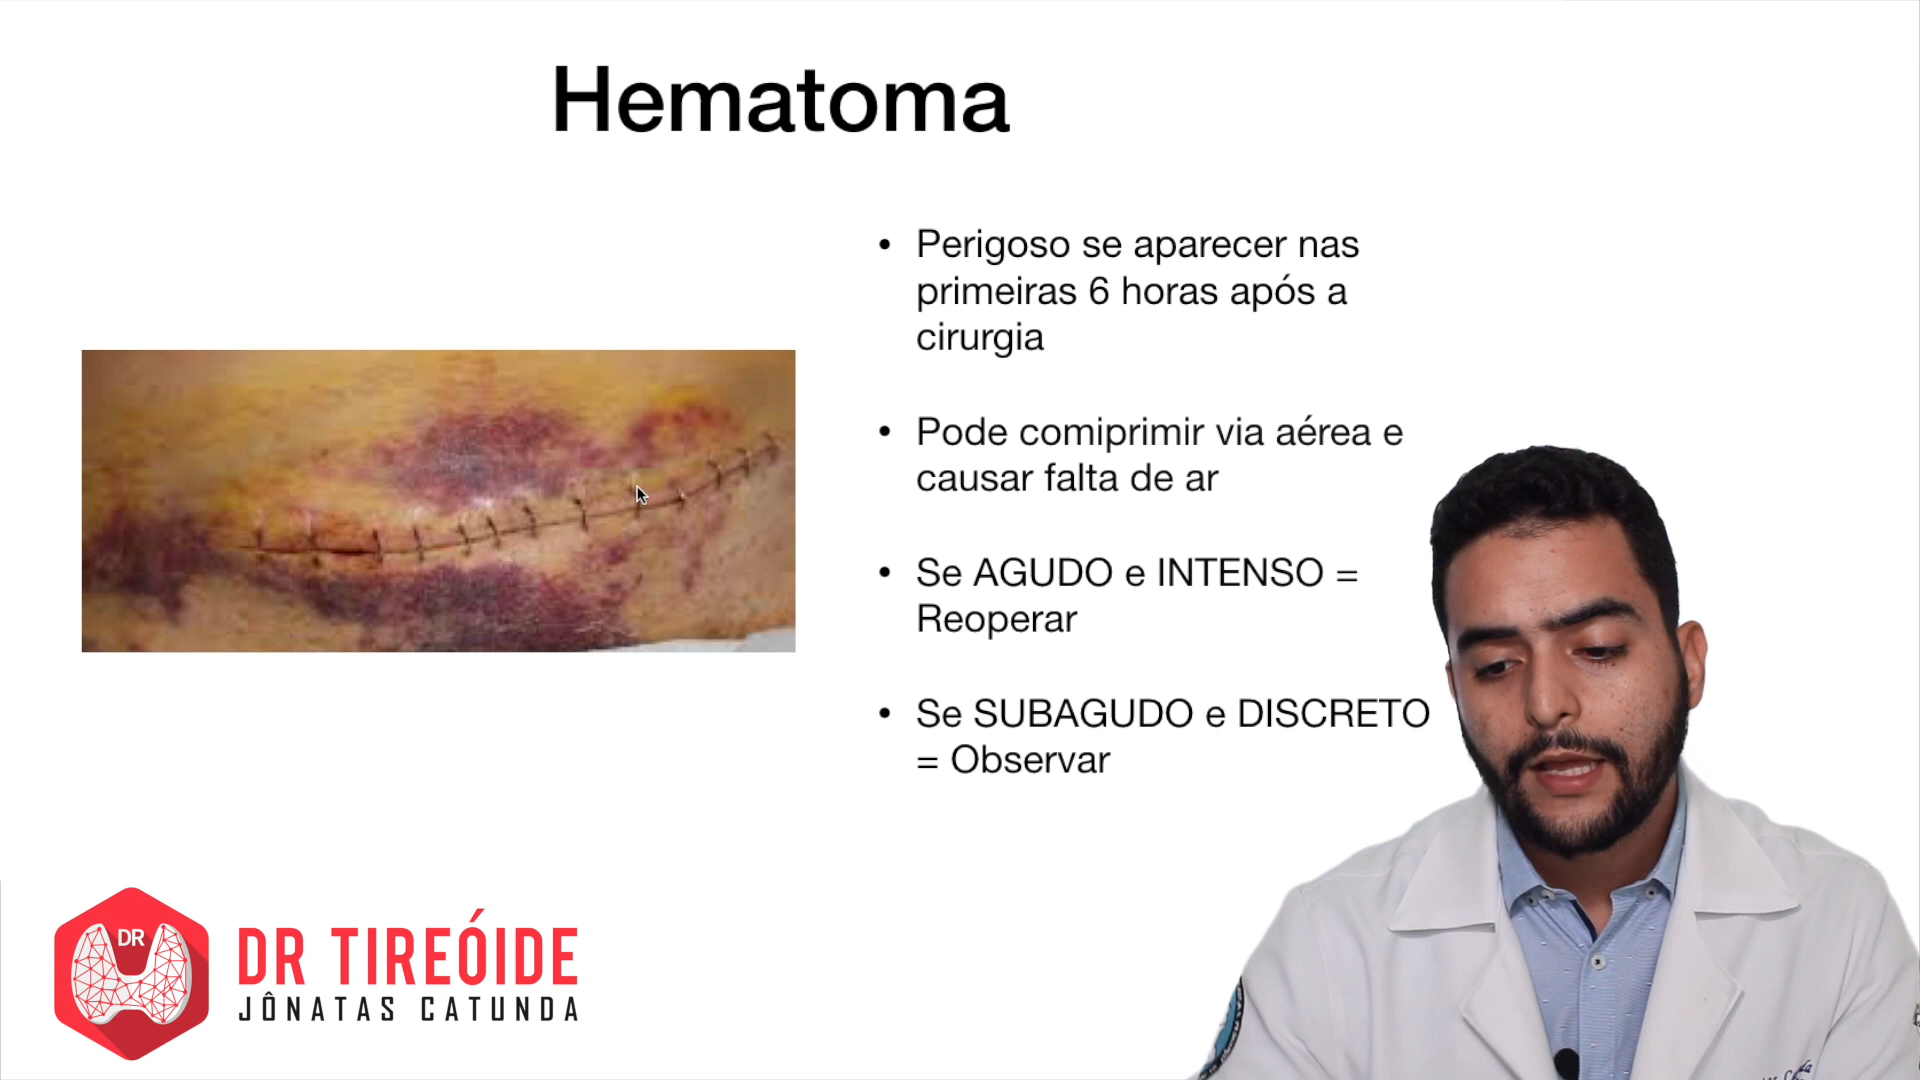 Hematoma
• Perigoso se aparecer nas
primeiras 6 horas após a
cirurgia
• Pode comiprimir via aérea e
causar falta de ar
• Se AGUDO e INTENSO =
Reoperar
• Se SUBAGUDO e DISCRETO
= Observar
DR
DR TIREÓIDE
JÔNATAS CATUNDA